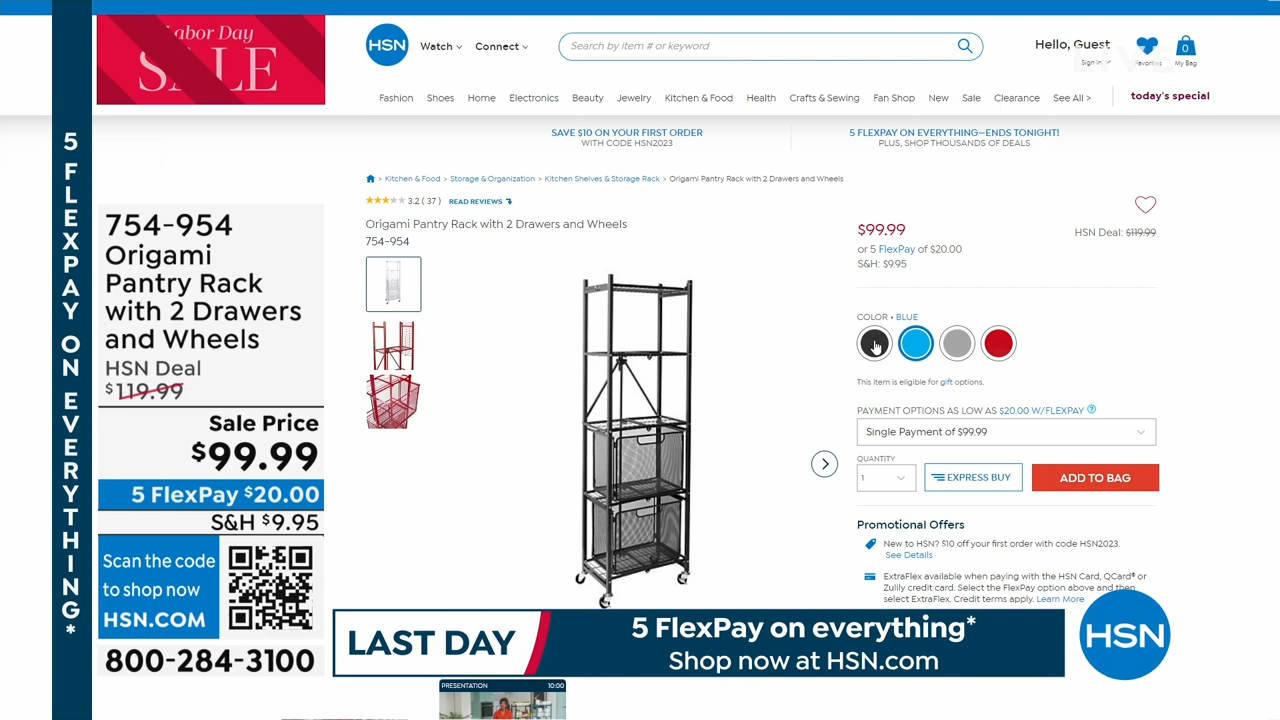 5 FLEXPAY ON EVERYTHING*
Labor Day
SALE
HSN
Watch
Connect
Search by item # or keyword
Hello, Guest
Sign In
Favorites
0
My Bag
Fashion Shoes Home Electronics Beauty Jewelry Kitchen & Food Health Crafts & Sewing Fan Shop New Sale Clearance See All > today's special
SAVE $10 ON YOUR FIRST ORDER
WITH CODE HSN2023
5 FLEXPAY ON EVERYTHING—ENDS TONIGHT!
PLUS, SHOP THOUSANDS OF DEALS
> Kitchen & Food > Storage & Organization > Kitchen Shelves & Storage Rack > Origami Pantry Rack with 2 Drawers and Wheels
3.2 ( 37 ) READ REVIEWS
Origami Pantry Rack with 2 Drawers and Wheels
754-954
$99.99
HSN Deal: $119.99
or 5 FlexPay of $20.00
S&H: $9.95
COLOR • BLUE
This item is eligible for gift options.
PAYMENT OPTIONS AS LOW AS $20.00 W/FLEXPAY ?
Single Payment of $99.99
QUANTITY
1
EXPRESS BUY
ADD TO BAG
Promotional Offers
New to HSN? $10 off your first order with code HSN2023.
See Details
ExtraFlex available when paying with the HSN Card, QCard® or
Zulily credit card. Select the FlexPay option above and then
select ExtraFlex. Credit terms apply. Learn More
754-954
Origami
Pantry Rack
with 2 Drawers
and Wheels
HSN Deal
$119.99
Sale Price
$99.99
5 FlexPay $20.00
S&H $9.95
Scan the code
to shop now
HSN.COM
800-284-3100
LAST DAY
5 FlexPay on everything*
Shop now at HSN.com
HSN
PRESENTATION 10:00